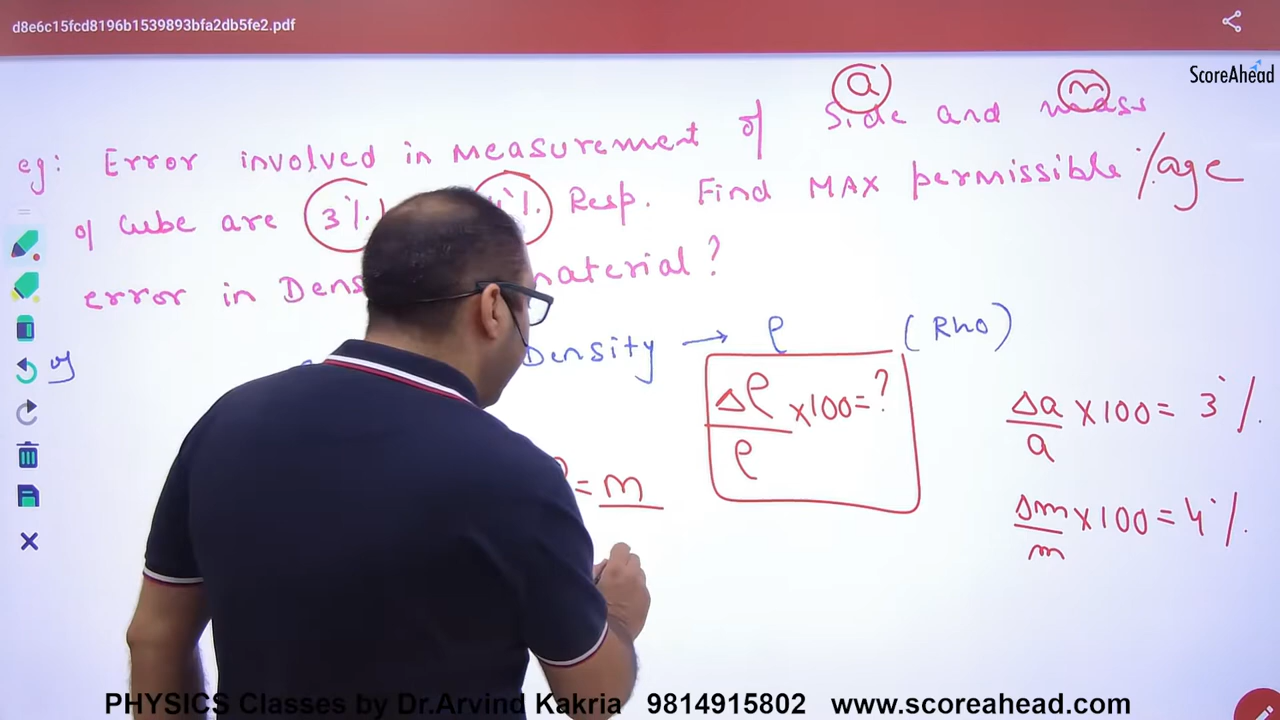 d8e6c15fcd8196b1539893bfa2db5fe2.pdf
ScoreAhead
a m
eg: Error involved in measurement of Side and mass
of Cube are 3%. 4%. Resp. Find MAX permissible %age
error in Dens material?
Density → ρ (Rho)
Δρ/ρ ×100=?
Δa/a ×100= 3%.
= m
Δm/m ×100=4%.
PHYSICS Classes by Dr.Arvind Kakria 9814915802 www.scoreahead.com